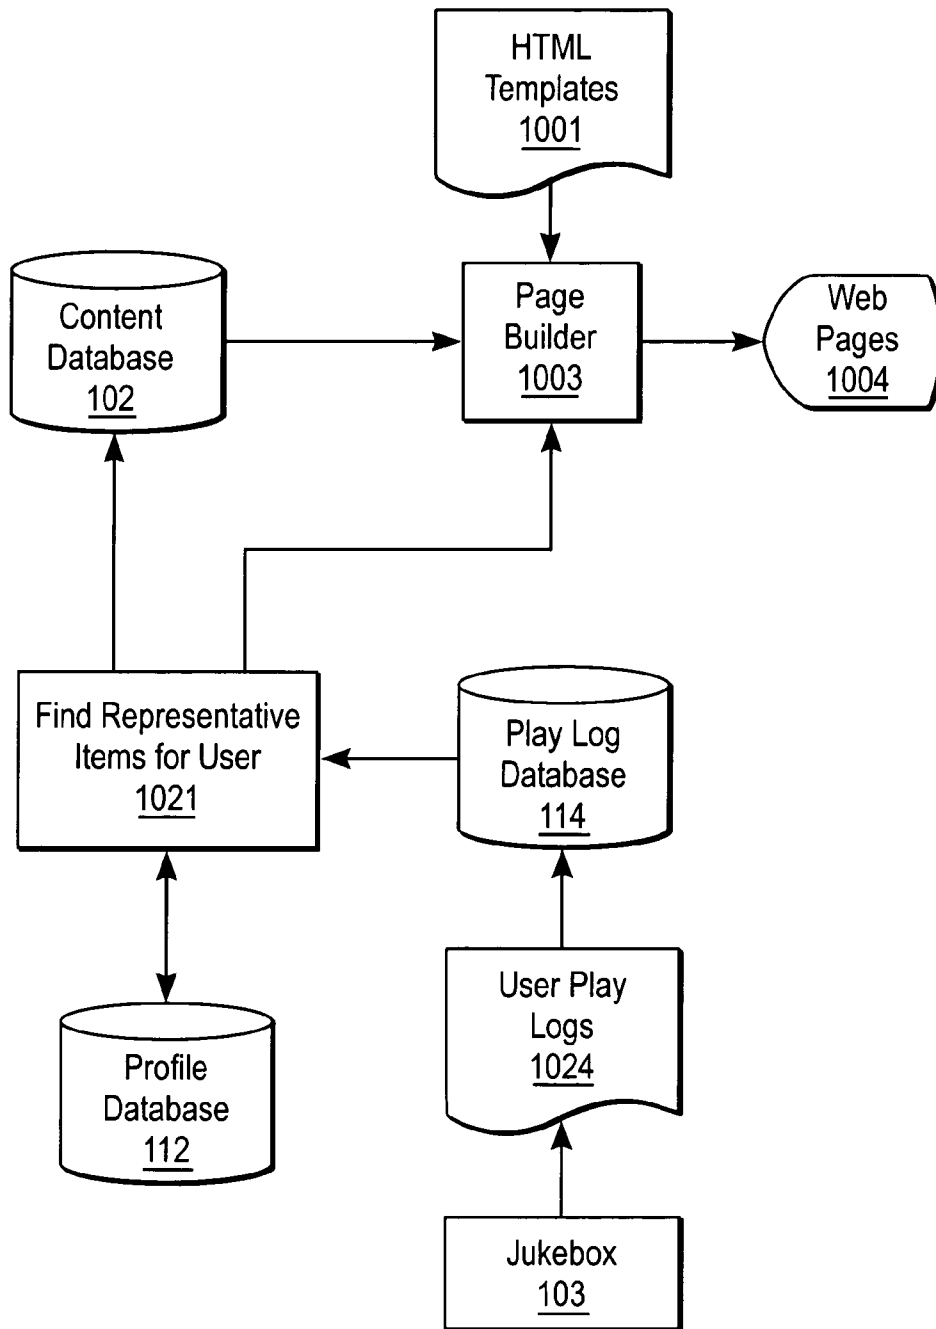 HTML
Templates
1001
Content
Database
102
Page
Builder
1003
Web
Pages
1004
Find Representative
Items for User
1021
Play Log
Database
114
Profile
Database
112
User Play
Logs
1024
Jukebox
103